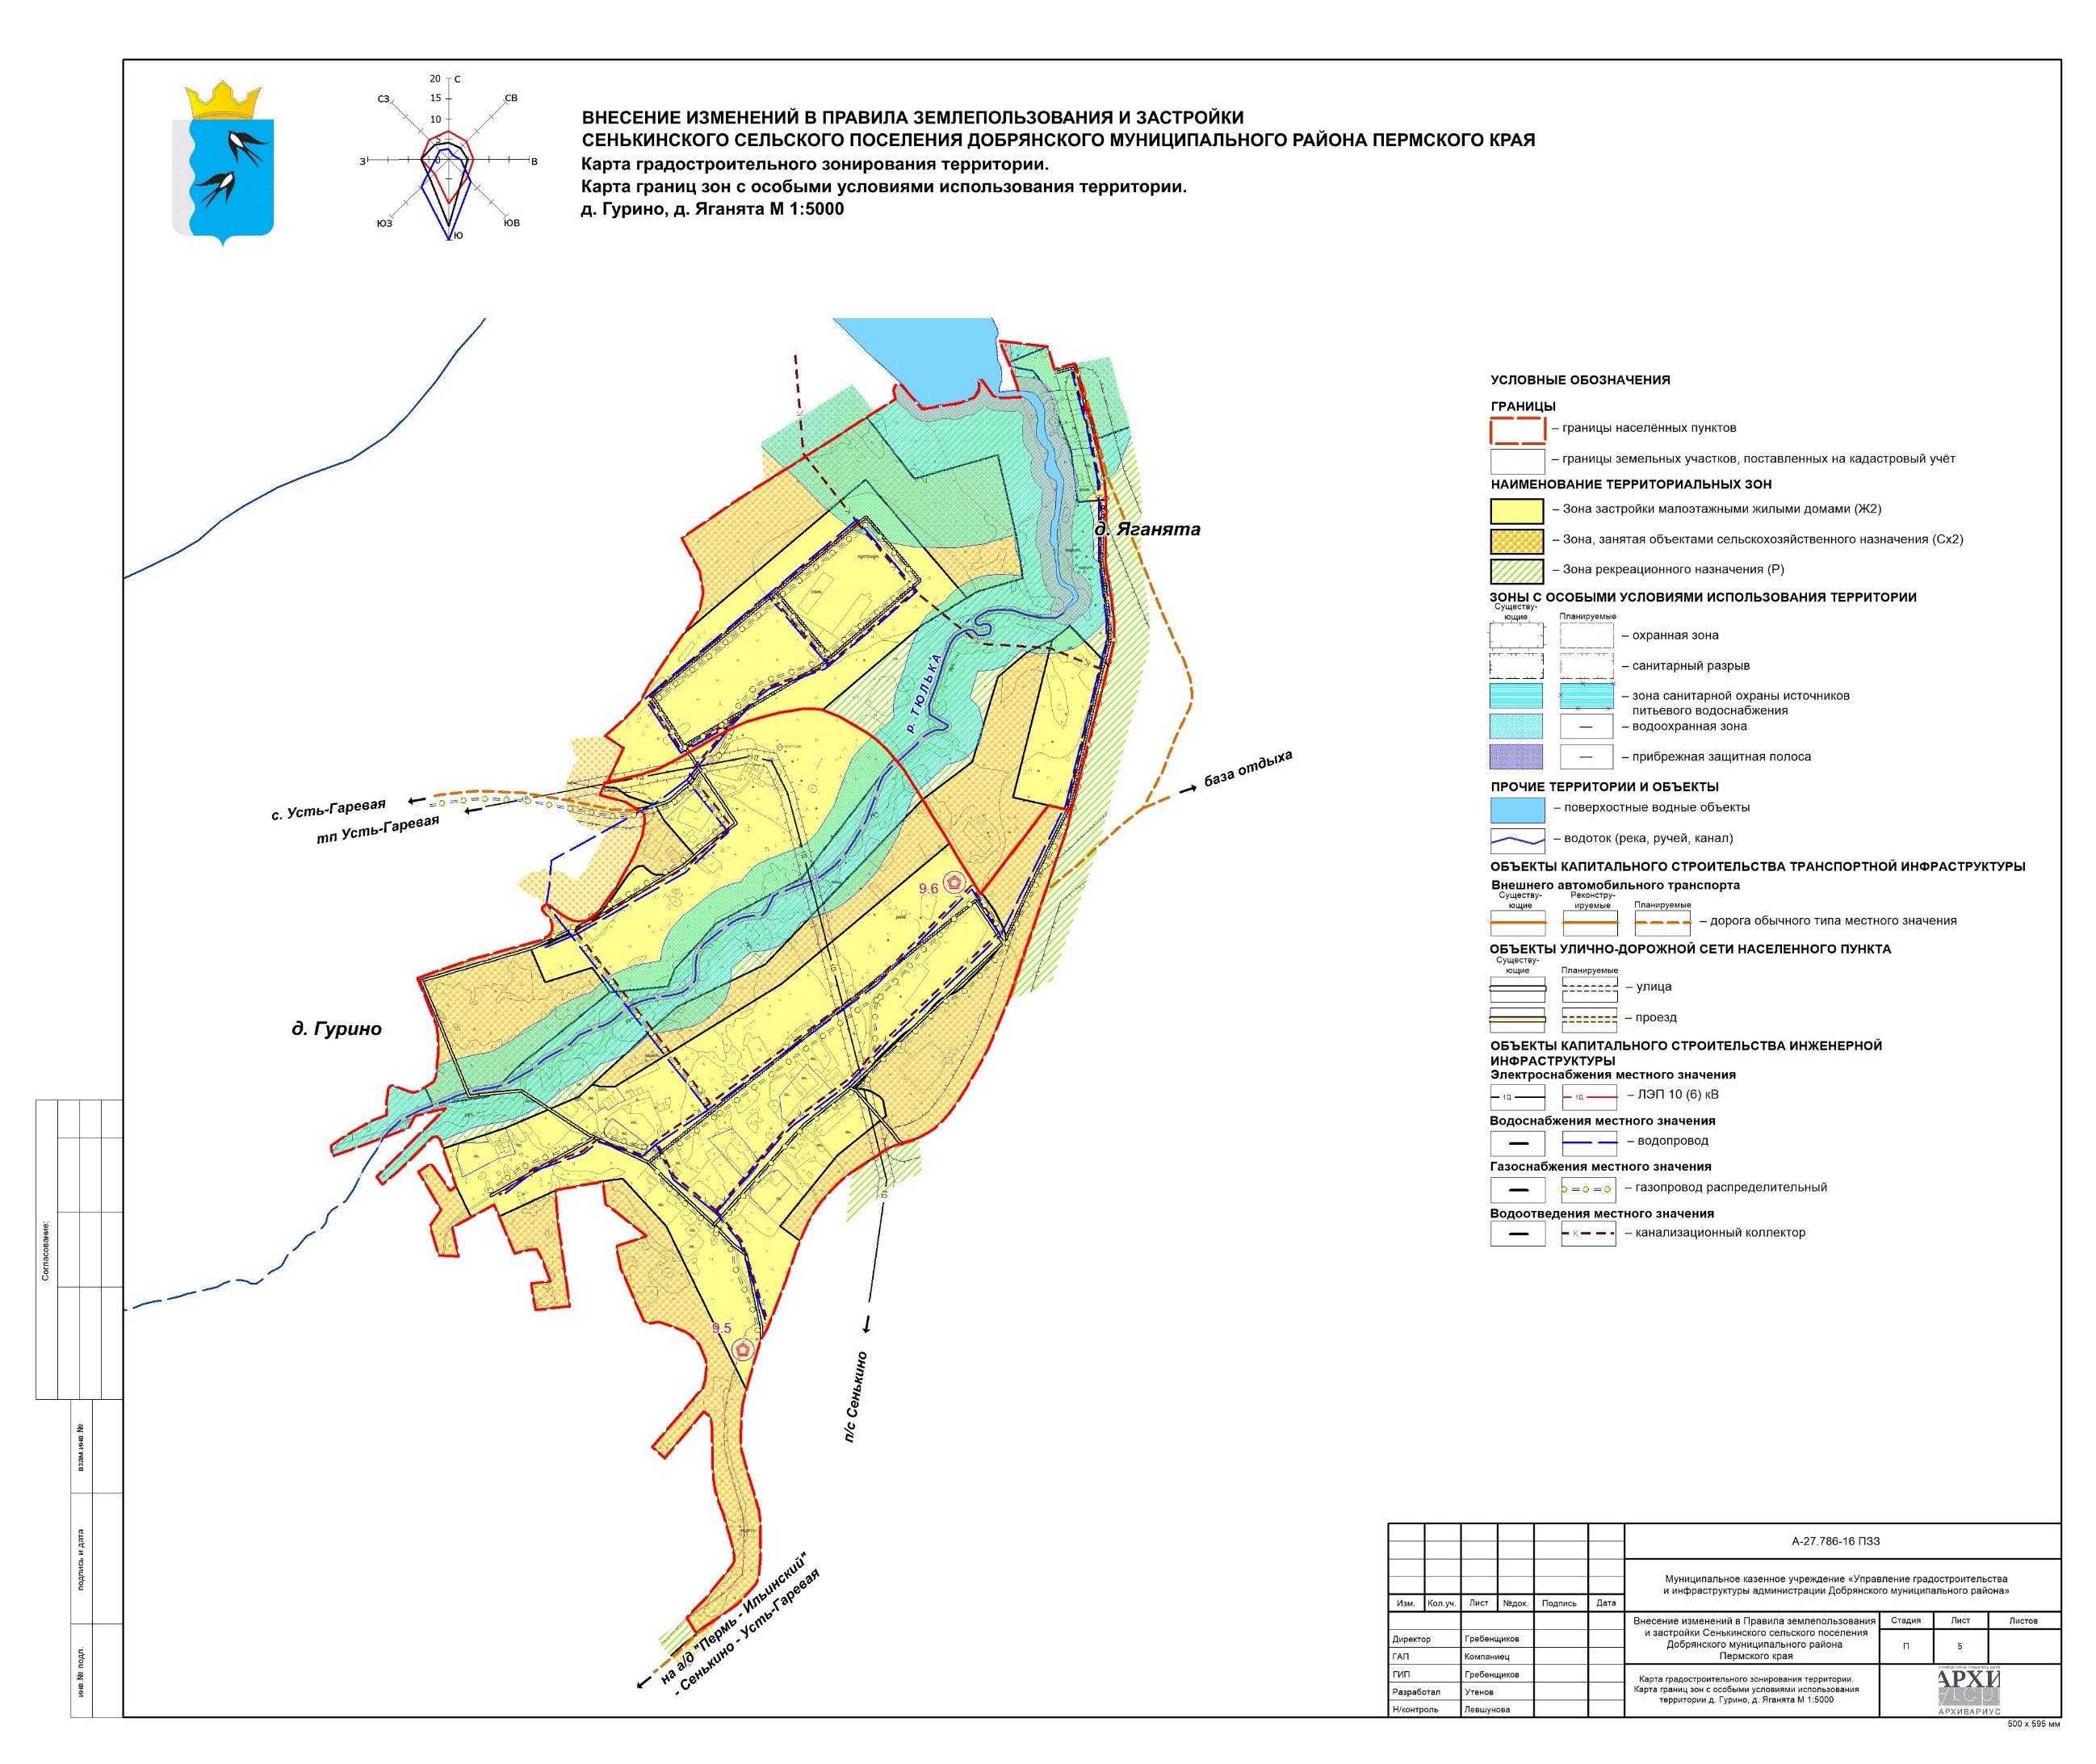 20
15
10
5
0
С
СВ
В
ЮВ
Ю
ЮЗ
З
СЗ
ВНЕСЕНИЕ ИЗМЕНЕНИЙ В ПРАВИЛА ЗЕМЛЕПОЛЬЗОВАНИЯ И ЗАСТРОЙКИ
СЕНЬКИНСКОГО СЕЛЬСКОГО ПОСЕЛЕНИЯ ДОБРЯНСКОГО МУНИЦИПАЛЬНОГО РАЙОНА ПЕРМСКОГО КРАЯ
Карта градостроительного зонирования территории.
Карта границ зон с особыми условиями использования территории.
д. Гурино, д. Яганята М 1:5000
д. Яганята
р. ТЮЛЬКА
база отдыха
с. Усть-Гаревая
тп Усть-Гаревая
9.6
д. Гурино
9.5
п/с Сенькино
на а/д "Пермь - Ильинский"
- Сенькино - Усть-Гаревая
УСЛОВНЫЕ ОБОЗНАЧЕНИЯ
ГРАНИЦЫ
– границы населённых пунктов
– границы земельных участков, поставленных на кадастровый учёт
НАИМЕНОВАНИЕ ТЕРРИТОРИАЛЬНЫХ ЗОН
– Зона застройки малоэтажными жилыми домами (Ж2)
– Зона, занятая объектами сельскохозяйственного назначения (Сх2)
– Зона рекреационного назначения (Р)
ЗОНЫ С ОСОБЫМИ УСЛОВИЯМИ ИСПОЛЬЗОВАНИЯ ТЕРРИТОРИИ
Существу-
ющие
Планируемые
– охранная зона
– санитарный разрыв
– зона санитарной охраны источников
питьевого водоснабжения
– водоохранная зона
– прибрежная защитная полоса
ПРОЧИЕ ТЕРРИТОРИИ И ОБЪЕКТЫ
– поверхостные водные объекты
– водоток (река, ручей, канал)
ОБЪЕКТЫ КАПИТАЛЬНОГО СТРОИТЕЛЬСТВА ТРАНСПОРТНОЙ ИНФРАСТРУКТУРЫ
Внешнего автомобильного транспорта
Существу-
ющие
Реконстру-
ируемые
Планируемые
– дорога обычного типа местного значения
ОБЪЕКТЫ УЛИЧНО-ДОРОЖНОЙ СЕТИ НАСЕЛЕННОГО ПУНКТА
Существу-
ющие
Планируемые
– улица
– проезд
ОБЪЕКТЫ КАПИТАЛЬНОГО СТРОИТЕЛЬСТВА ИНЖЕНЕРНОЙ
ИНФРАСТРУКТУРЫ
Электроснабжения местного значения
– ЛЭП 10 (6) кВ
Водоснабжения местного значения
– водопровод
Газоснабжения местного значения
– газопровод распределительный
Водоотведения местного значения
К
– канализационный коллектор
Согласование:
взам.инв.№
подпись и дата
инв.№ подл.
А-27.786-16 ПЗЗ
Муниципальное казенное учреждение «Управление градостроительства
и инфраструктуры администрации Добрянского муниципального района»
Изм. Кол.уч. Лист №док. Подпись Дата
Внесение изменений в Правила землепользования
и застройки Сенькинского сельского поселения
Добрянского муниципального района
Пермского края
Стадия Лист Листов
П 5
Директор Гребенщиков
ГАП Компаниец
ГИП Гребенщиков
Разработал Утенов
Н/контроль Левшунова
Карта градостроительного зонирования территории.
Карта границ зон с особыми условиями использования
территории д. Гурино, д. Яганята М 1:5000
АРХИ
АРХИВАРИУС
500 x 595 мм